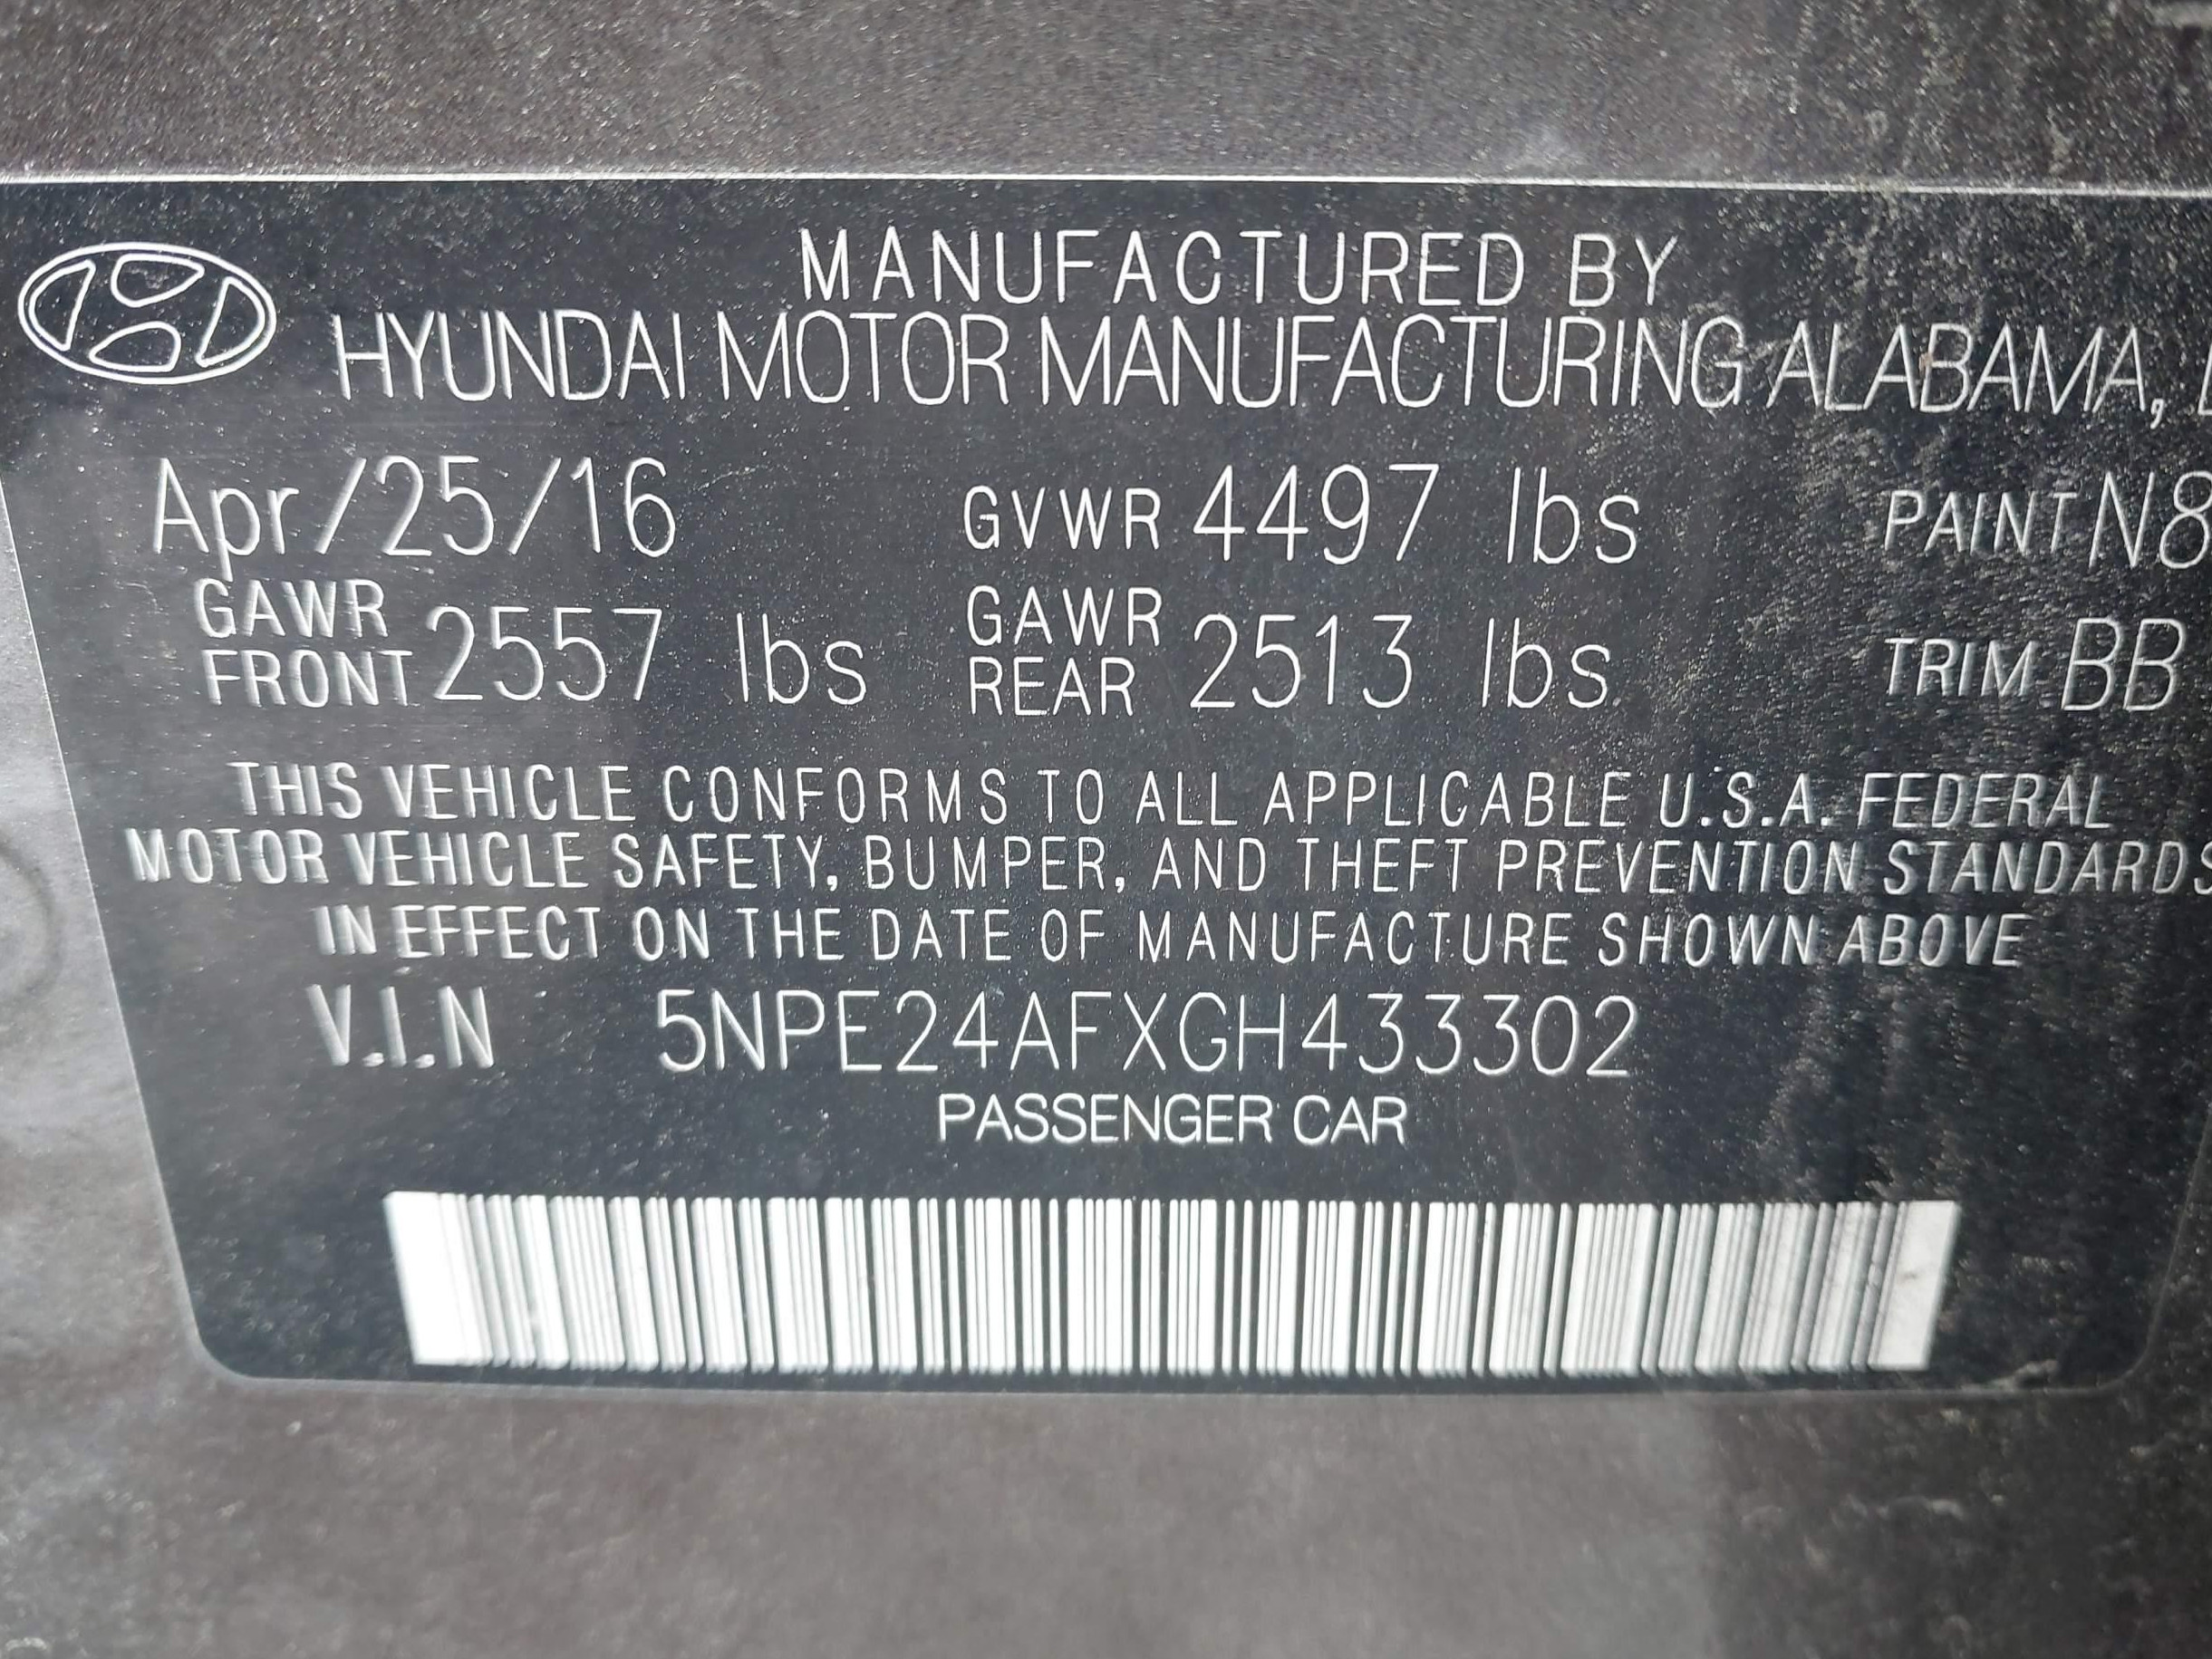 MANUFACTURED BY
HYUNDAI MOTOR MANUFACTURING ALABAMA,
Apr/25/16 GVWR 4497 lbs PAINT N8
GAWR FRONT 2557 lbs GAWR REAR 2513 lbs TRIM BB
THIS VEHICLE CONFORMS TO ALL APPLICABLE U.S.A. FEDERAL
MOTOR VEHICLE SAFETY, BUMPER, AND THEFT PREVENTION STANDARDS
IN EFFECT ON THE DATE OF MANUFACTURE SHOWN ABOVE
V.I.N 5NPE24AFXGH433302
PASSENGER CAR